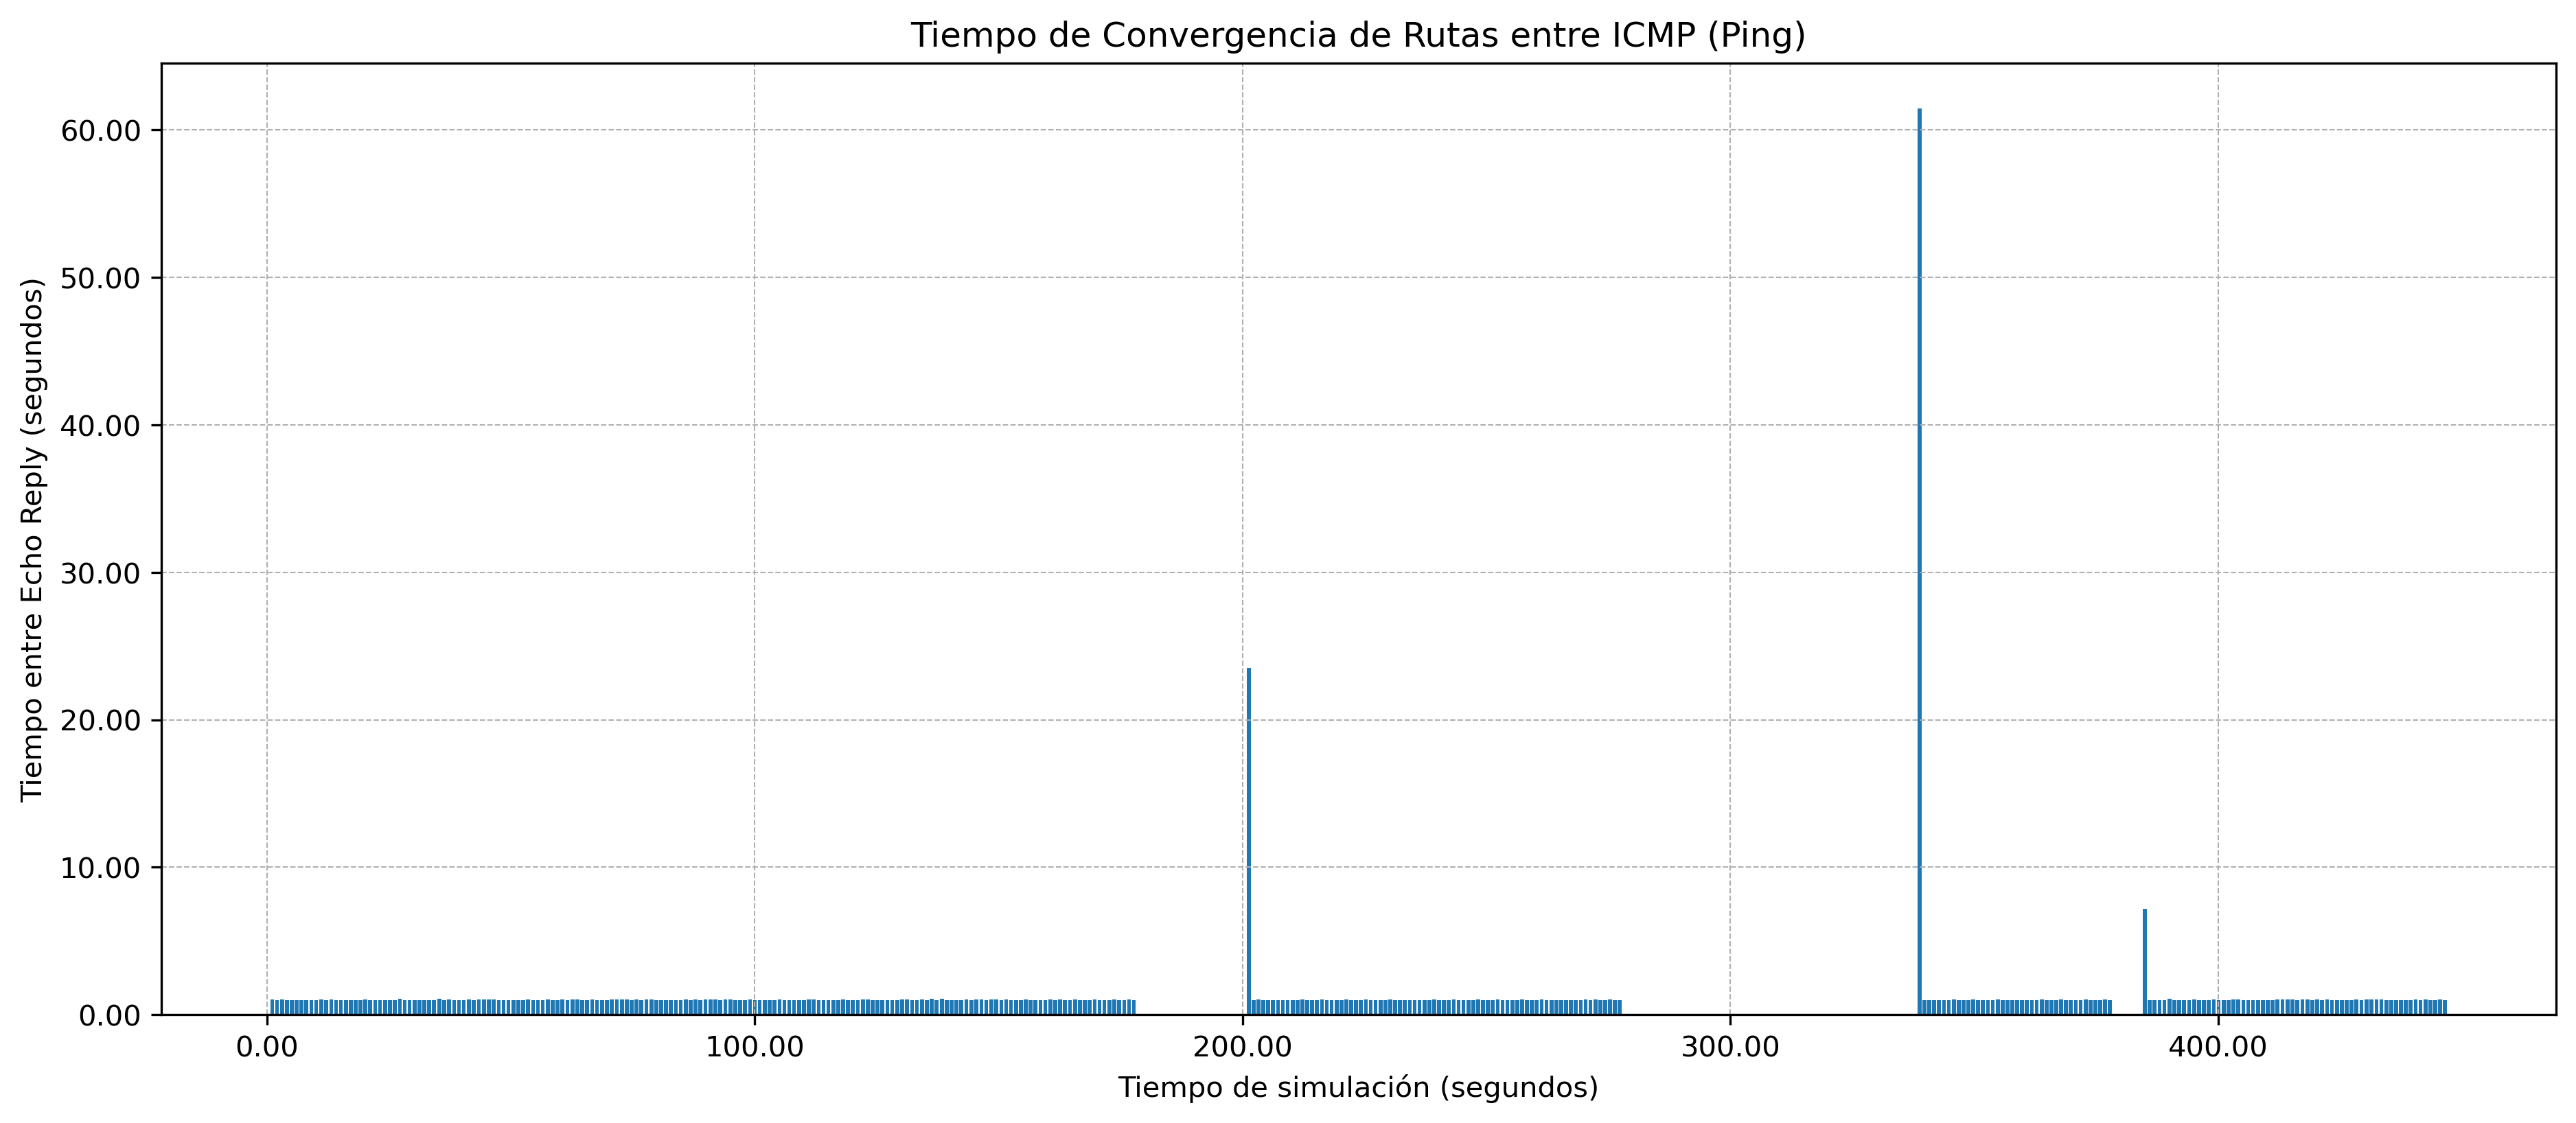 Tiempo de Convergencia de Rutas entre ICMP (Ping)
Tiempo entre Echo Reply (segundos)
60.00
50.00
40.00
30.00
20.00
10.00
0.00
0.00 100.00 200.00 300.00 400.00
Tiempo de simulación (segundos)